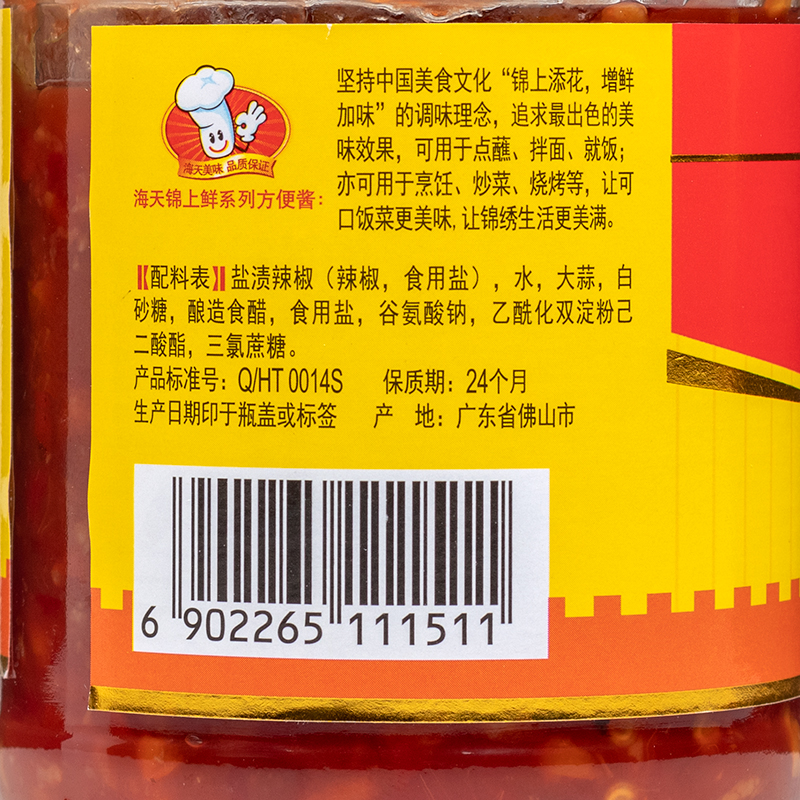 海天美味 品质保证
海天锦上鲜系列方便酱：
坚持中国美食文化“锦上添花，增鲜
加味”的调味理念，追求最出色的美
味效果，可用于点蘸、拌面、就饭；
亦可用于烹饪、炒菜、烧烤等，让可
口饭菜更美味，让锦绣生活更美满。
【配料表】盐渍辣椒（辣椒，食用盐），水，大蒜，白
砂糖，酿造食醋，食用盐，谷氨酸钠，乙酰化双淀粉己
二酸酯，三氯蔗糖。
产品标准号：Q/HT 0014S 保质期：24个月
生产日期印于瓶盖或标签 产 地：广东省佛山市
6 902265 111511